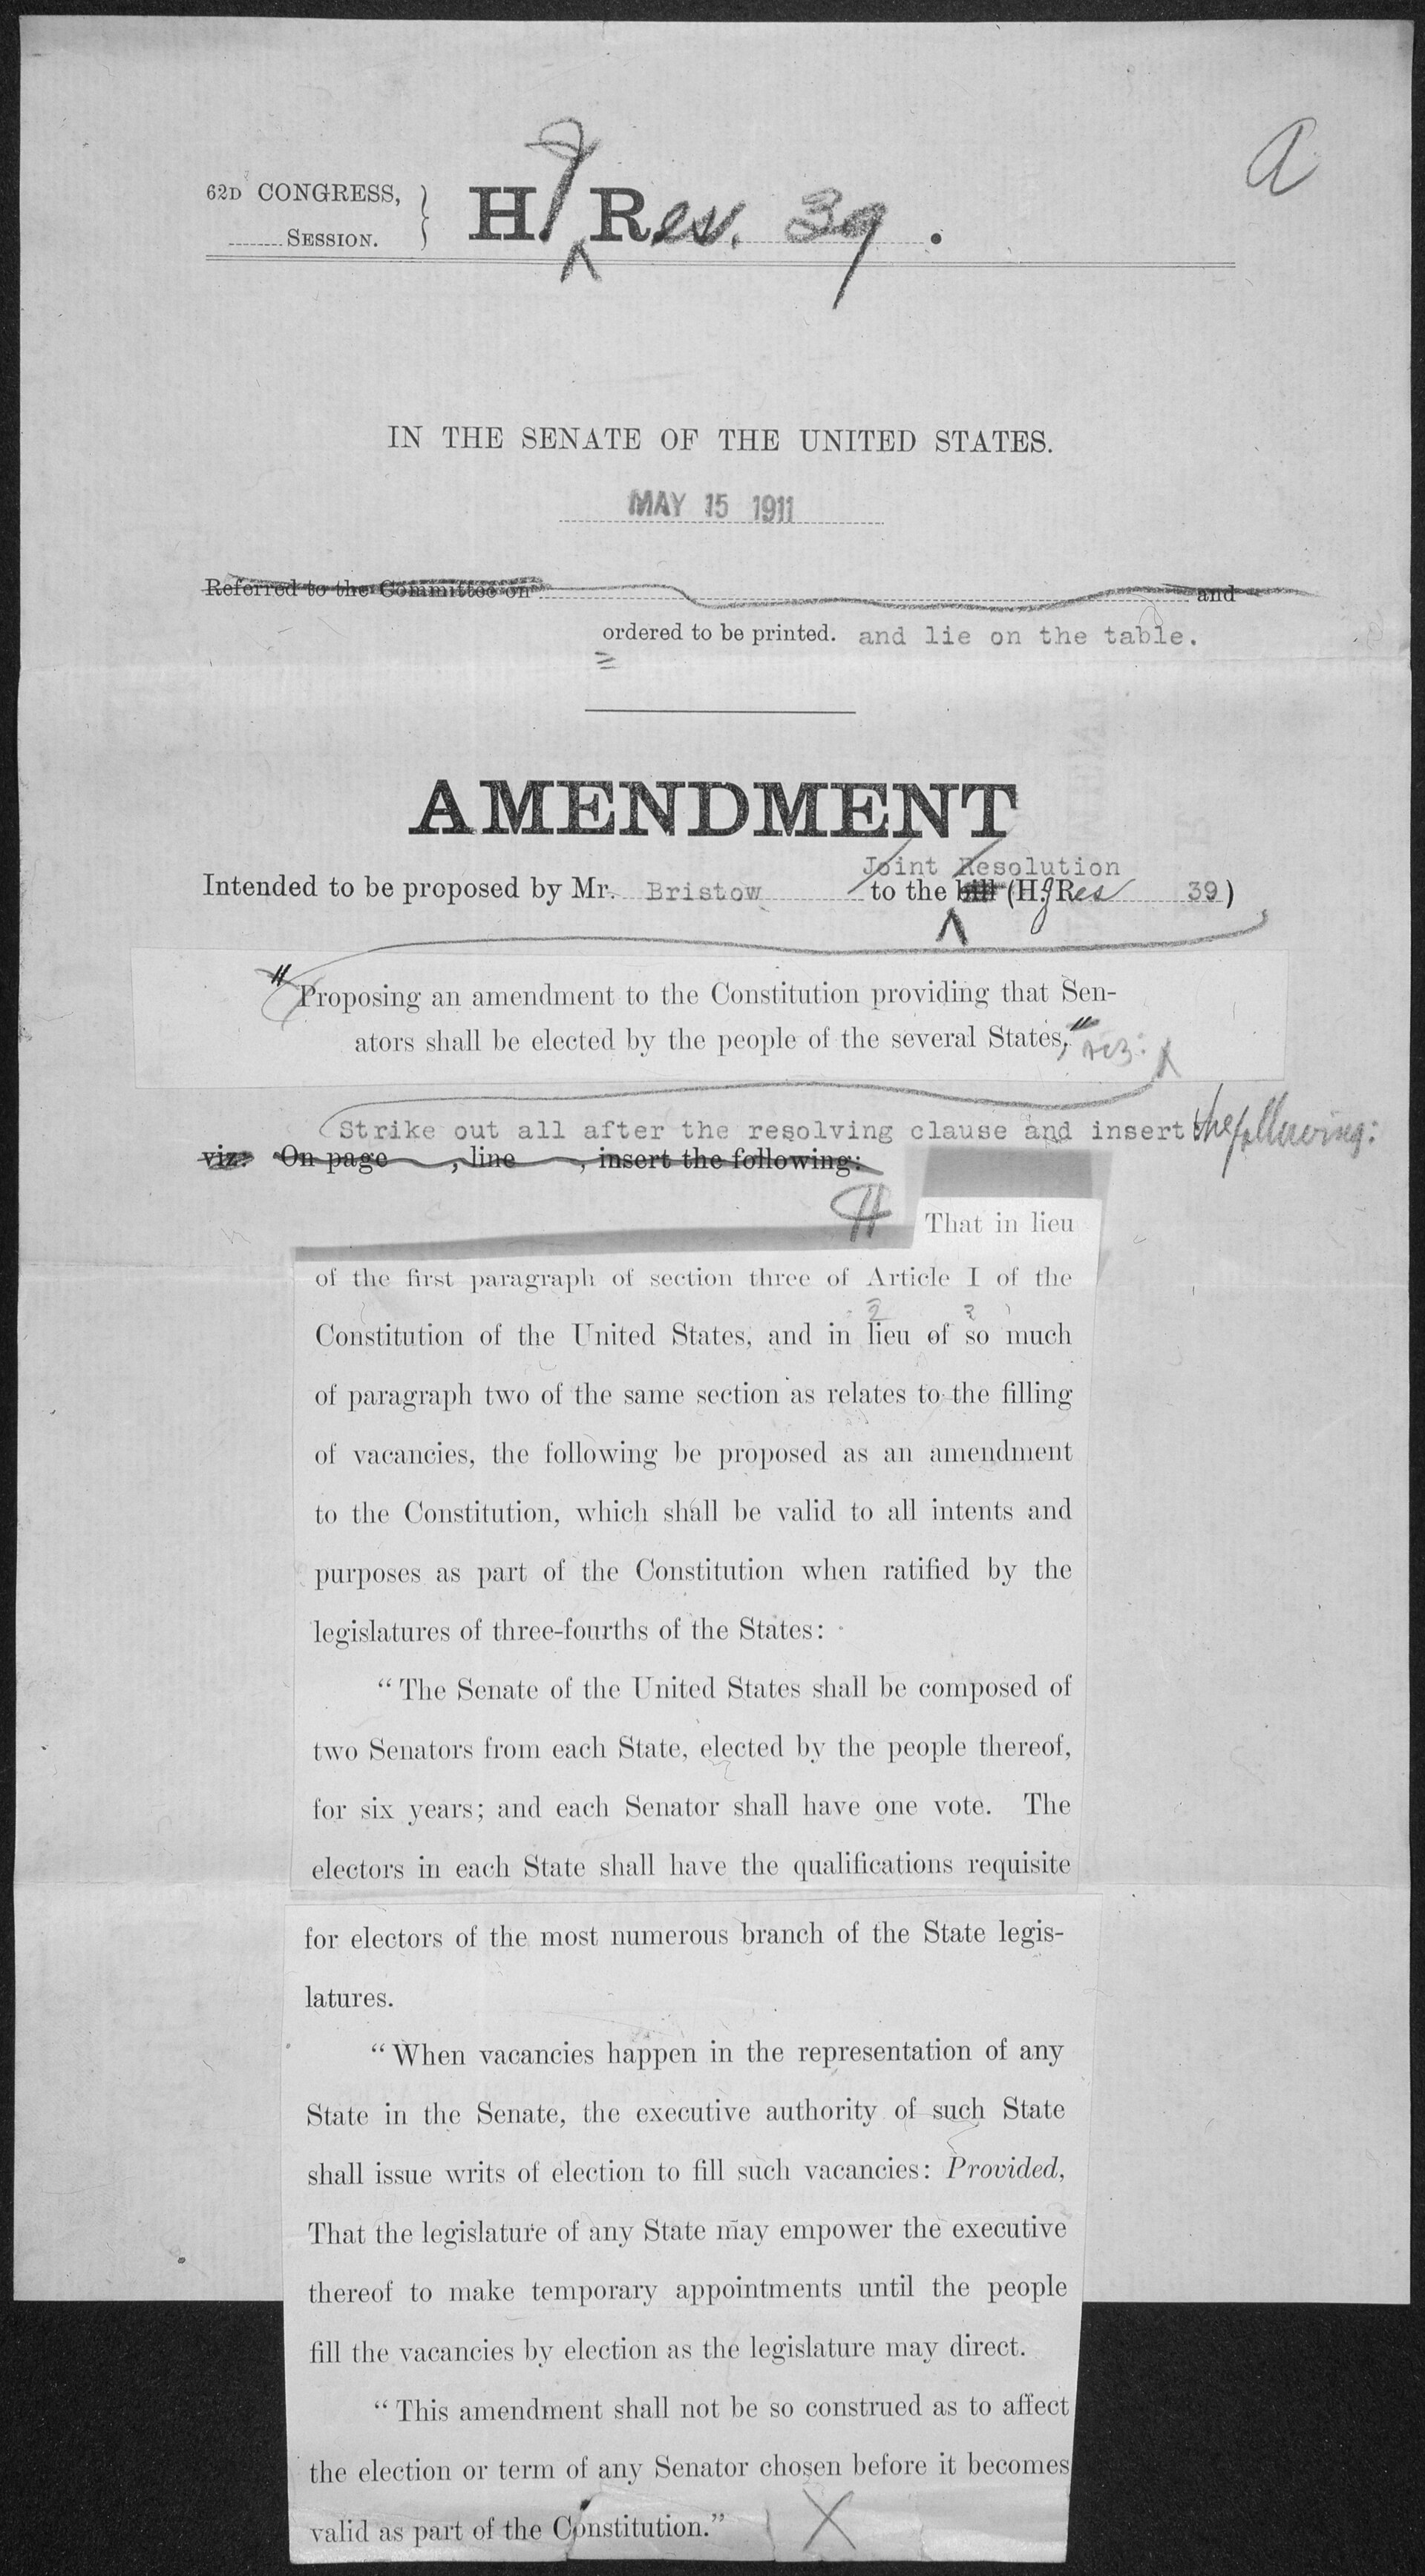 a
62D CONGRESS,
SESSION.
H. J Res. 39.
IN THE SENATE OF THE UNITED STATES.
MAY 15 1911
Referred to the Committee on and
ordered to be printed. and lie on the table.
AMENDMENT
Joint Resolution
Intended to be proposed by Mr. Bristow to the bill (H. J Res 39)
"Proposing an amendment to the Constitution providing that Sen-
ators shall be elected by the people of the several States," viz:
Strike out all after the resolving clause and insert the following:
viz: On page , line , insert the following:
That in lieu
of the first paragraph of section three of Article I of the
Constitution of the United States, and in lieu of so much
of paragraph two of the same section as relates to the filling
of vacancies, the following be proposed as an amendment
to the Constitution, which shall be valid to all intents and
purposes as part of the Constitution when ratified by the
legislatures of three-fourths of the States:
"The Senate of the United States shall be composed of
two Senators from each State, elected by the people thereof,
for six years; and each Senator shall have one vote. The
electors in each State shall have the qualifications requisite
for electors of the most numerous branch of the State legis-
latures.
"When vacancies happen in the representation of any
State in the Senate, the executive authority of such State
shall issue writs of election to fill such vacancies: Provided,
That the legislature of any State may empower the executive
thereof to make temporary appointments until the people
fill the vacancies by election as the legislature may direct.
"This amendment shall not be so construed as to affect
the election or term of any Senator chosen before it becomes
valid as part of the Constitution."